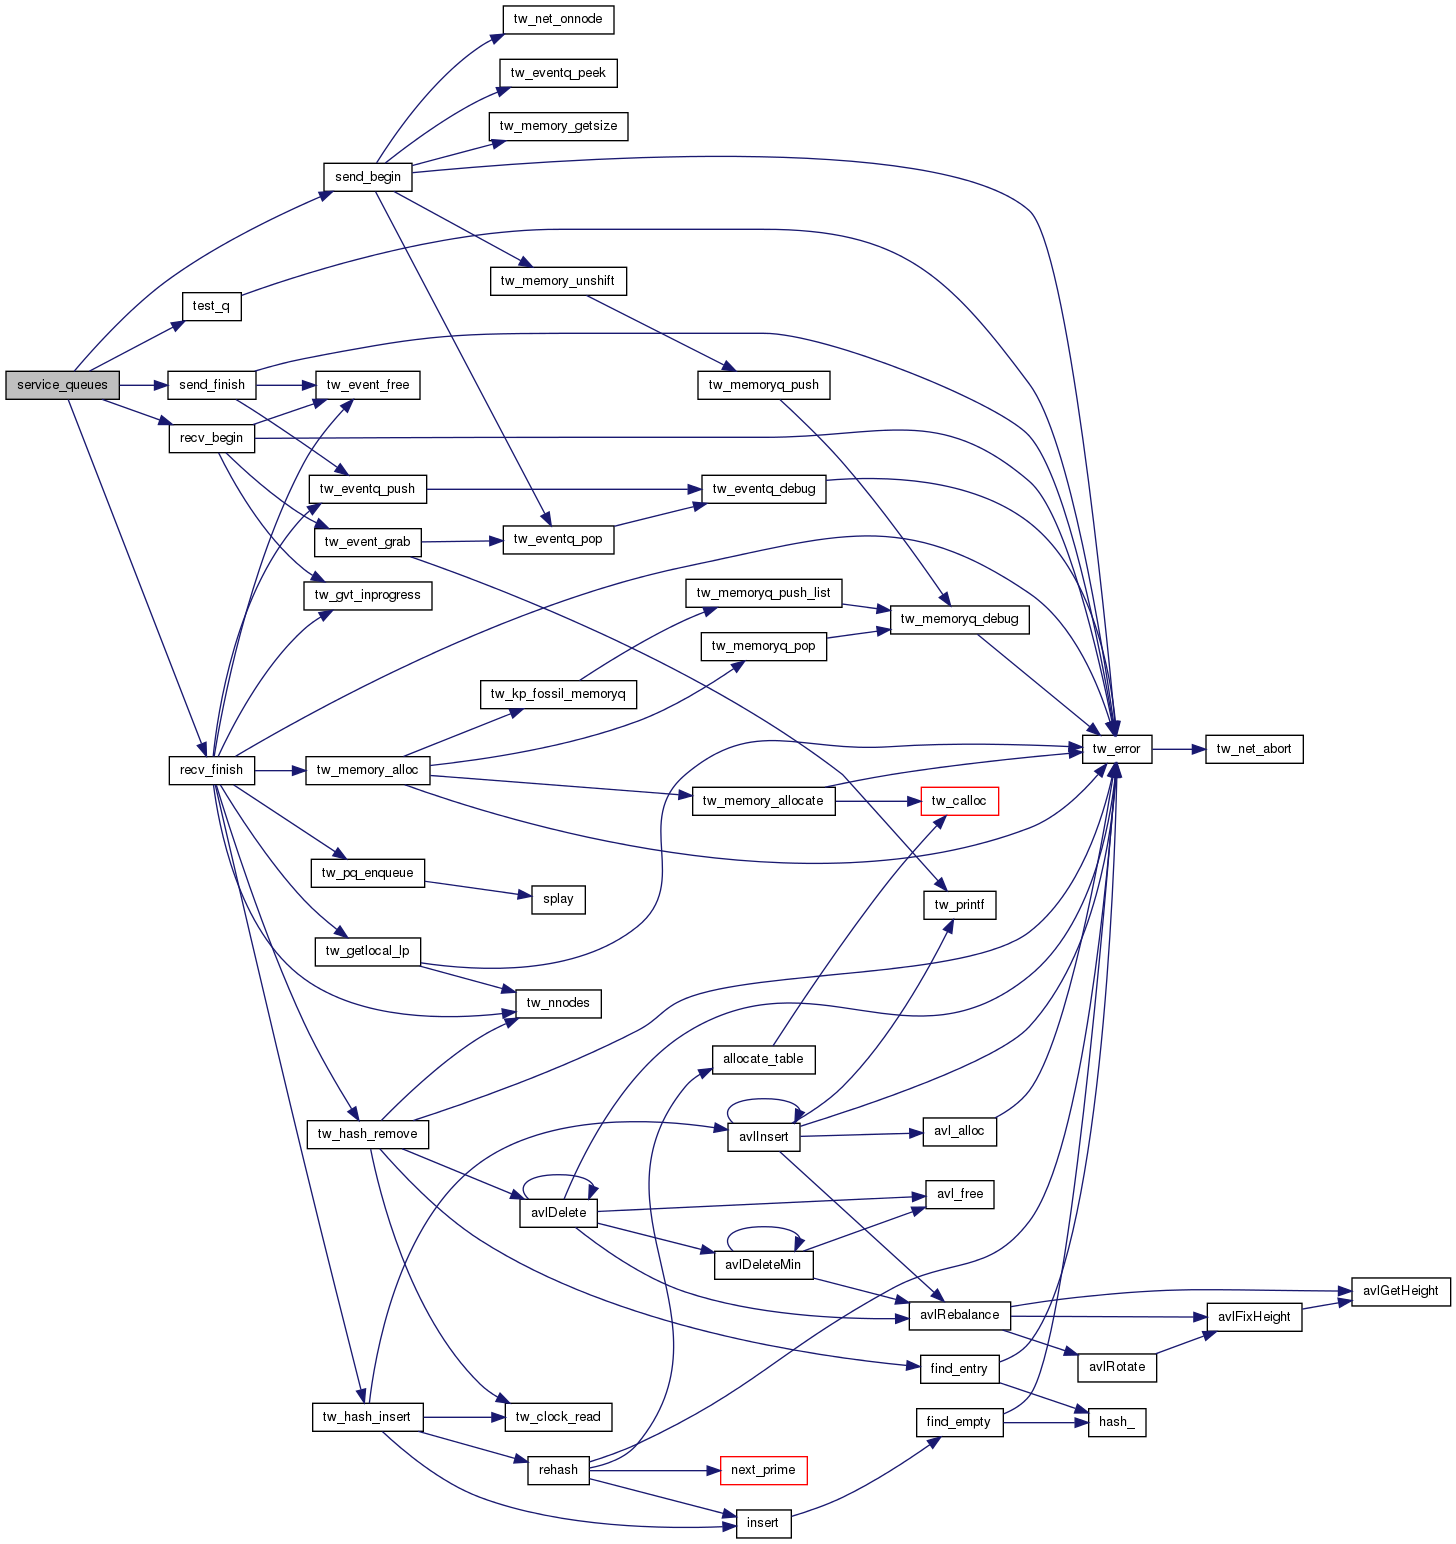 tw_net_onnode
tw_eventq_peek
tw_memory_getsize
send_begin
tw_memory_unshift
test_q
service_queues
send_finish
tw_event_free
tw_memoryq_push
recv_begin
tw_eventq_push
tw_eventq_debug
tw_event_grab
tw_eventq_pop
tw_gvt_inprogress
tw_memoryq_push_list
tw_memoryq_debug
tw_memoryq_pop
tw_kp_fossil_memoryq
tw_error
tw_net_abort
recv_finish
tw_memory_alloc
tw_memory_allocate
tw_calloc
tw_pq_enqueue
splay
tw_printf
tw_getlocal_lp
tw_nnodes
allocate_table
tw_hash_remove
avlInsert
avl_alloc
avl_free
avlDelete
avlDeleteMin
avlGetHeight
avlRebalance
avlFixHeight
find_entry
avlRotate
tw_hash_insert
tw_clock_read
find_empty
hash_
rehash
next_prime
insert